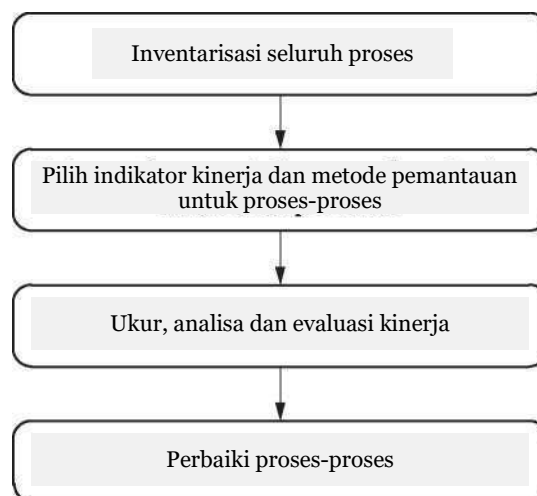 Inventarisasi seluruh proses
Pilih indikator kinerja dan metode pemantauan
untuk proses-proses
Ukur, analisa dan evaluasi kinerja
Perbaiki proses-proses